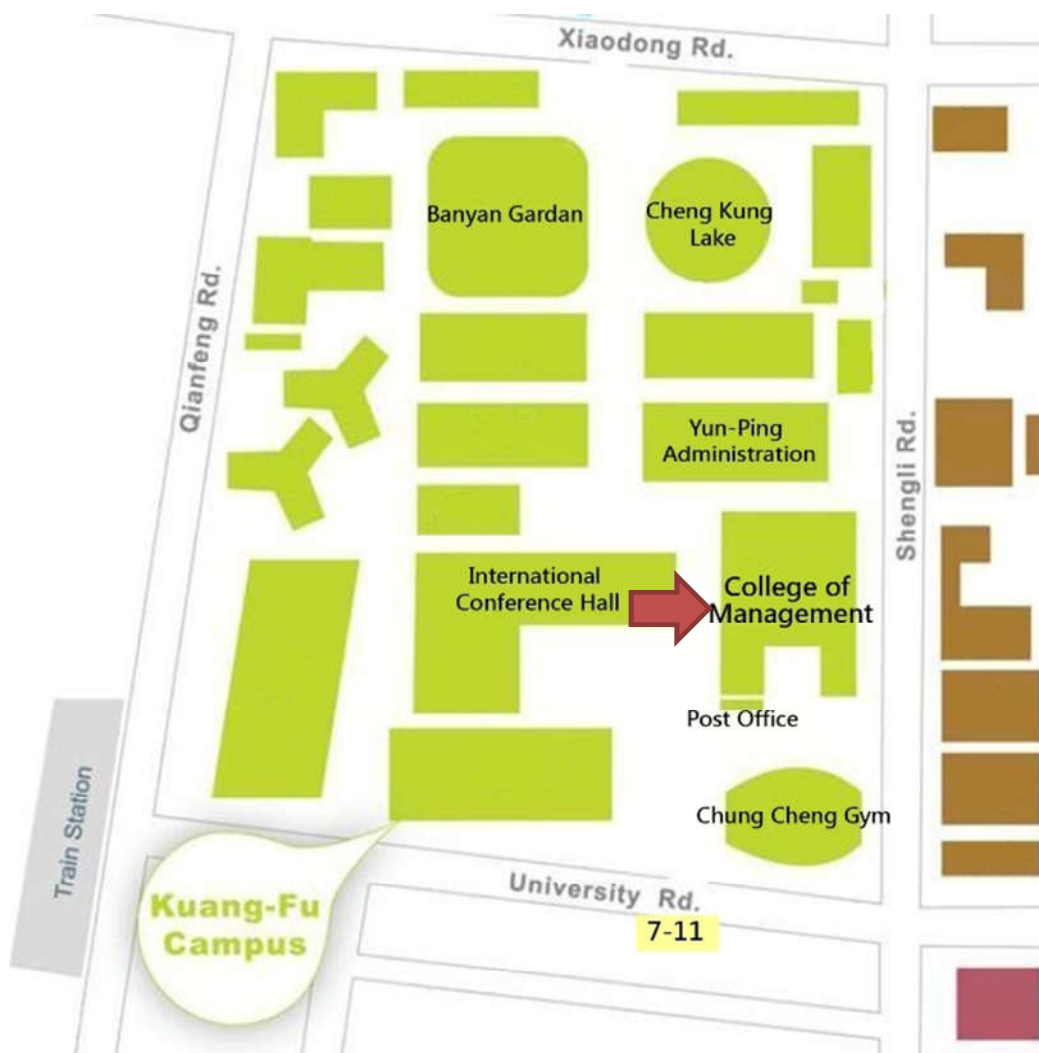 Xiaodong Rd.
Banyan Gardan
Cheng Kung
Lake
Qianfeng Rd.
Yun-Ping
Administration
Shengli Rd.
International
Conference Hall
College of
Management
Post Office
Train Station
Chung Cheng Gym
University Rd.
Kuang-Fu
Campus
7-11